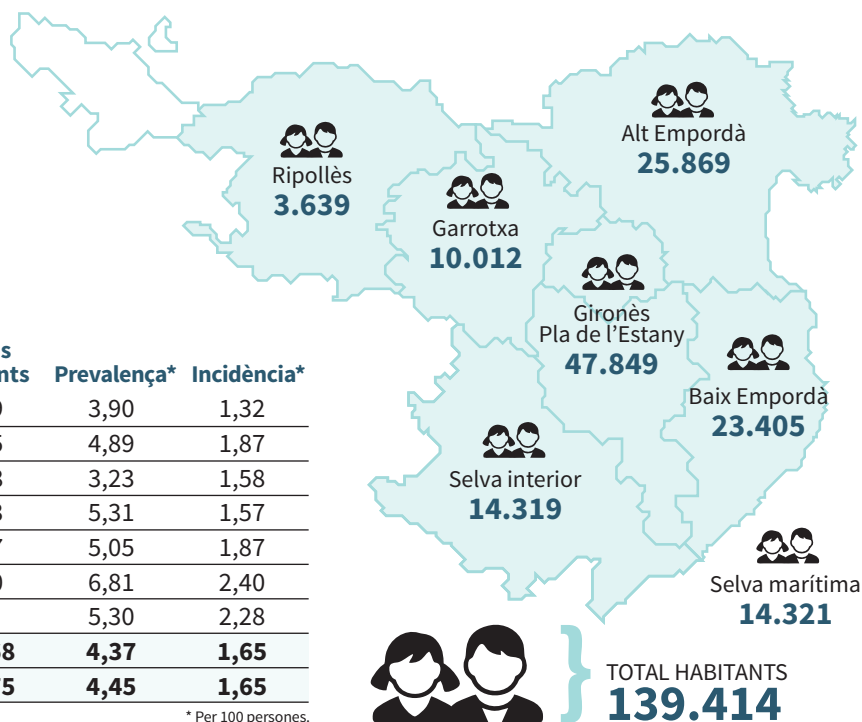 Alt Empordà
25.869
Ripollès
3.639
Garrotxa
10.012
Gironès
Pla de l’Estany
47.849
Baix Empordà
23.405
Selva interior
14.319
Selva marítima
14.321
TOTAL HABITANTS
139.414
Prevalença* Incidència*
3,90 1,32
4,89 1,87
3,23 1,58
5,31 1,57
5,05 1,87
6,81 2,40
5,30 2,28
4,37 1,65
4,45 1,65
* Per 100 persones.